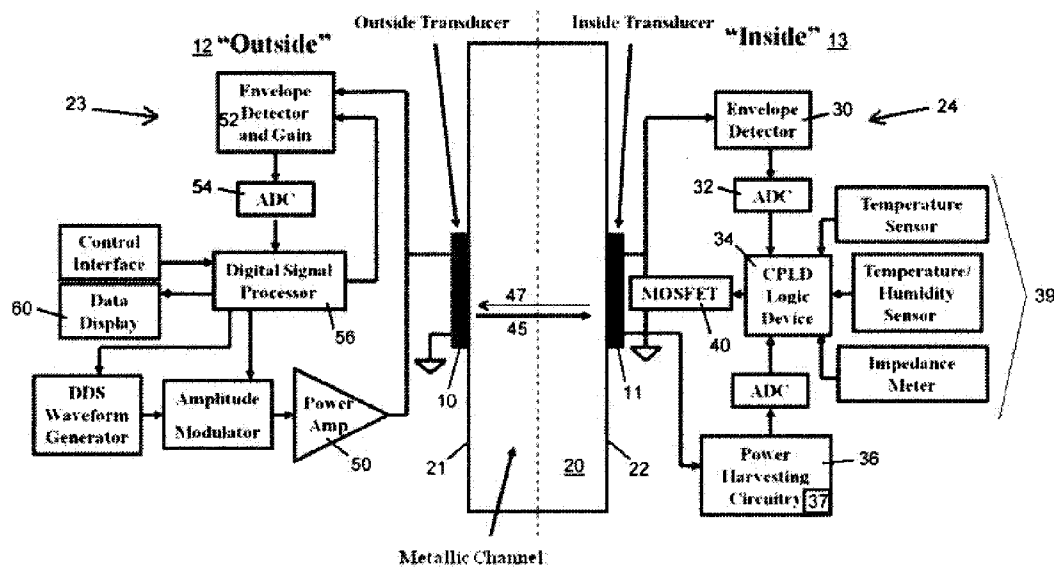 Outside Transducer
Inside Transducer
12 "Outside"
"Inside" 13
23
Envelope
Detector
52
and Gain
Envelope
Detector
30
24
54
ADC
32
ADC
Temperature
Sensor
Control
Interface
Digital Signal
Processor
34
CPLD
Logic
Device
Temperature/
Humidity
Sensor
39
60
Data
Display
56
47
45
MOSFET
40
Impedance
Meter
DDS
Waveform
Generator
Amplitude
Modulator
Power
Amp
50
10
11
ADC
21
20
22
Power
Harvesting
Circuitry
37
36
Metallic Channel